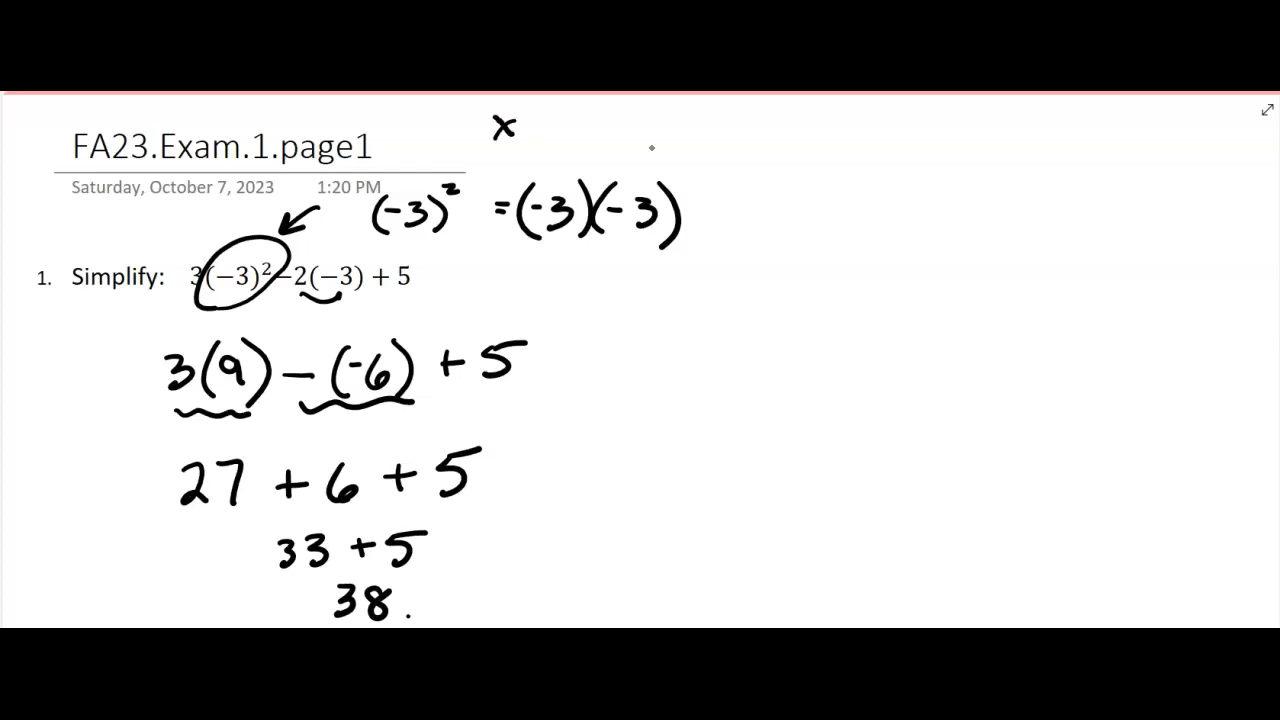 x
FA23.Exam.1.page1
Saturday, October 7, 2023 1:20 PM
(-3)² = (-3)(-3)
1. Simplify: 3(−3)² − 2(−3) + 5
3(9) - (-6) + 5
27 + 6 + 5
33 + 5
38.